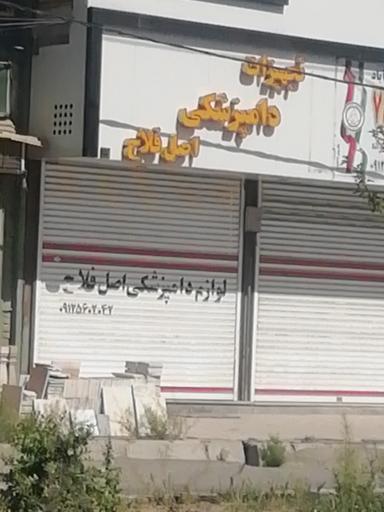 تجهیزات
دامپزشکی
اصل فلاح
لوازم دامپزشکی اصل فلاح
۰۹۱۲۵۶۰۲۰۴۲